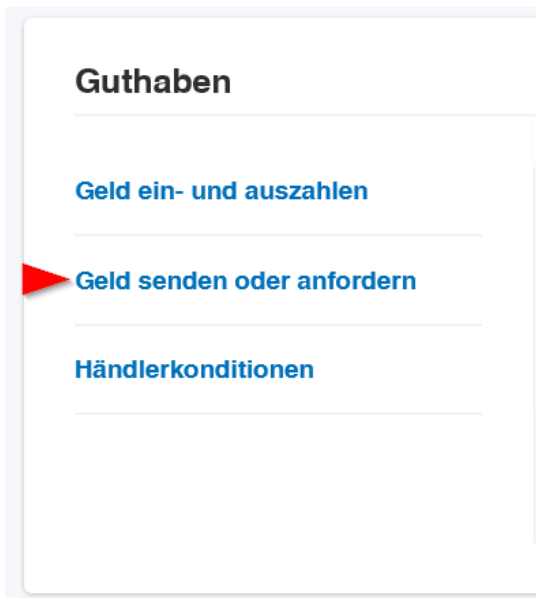 Guthaben
Geld ein- und auszahlen
Geld senden oder anfordern
Händlerkonditionen